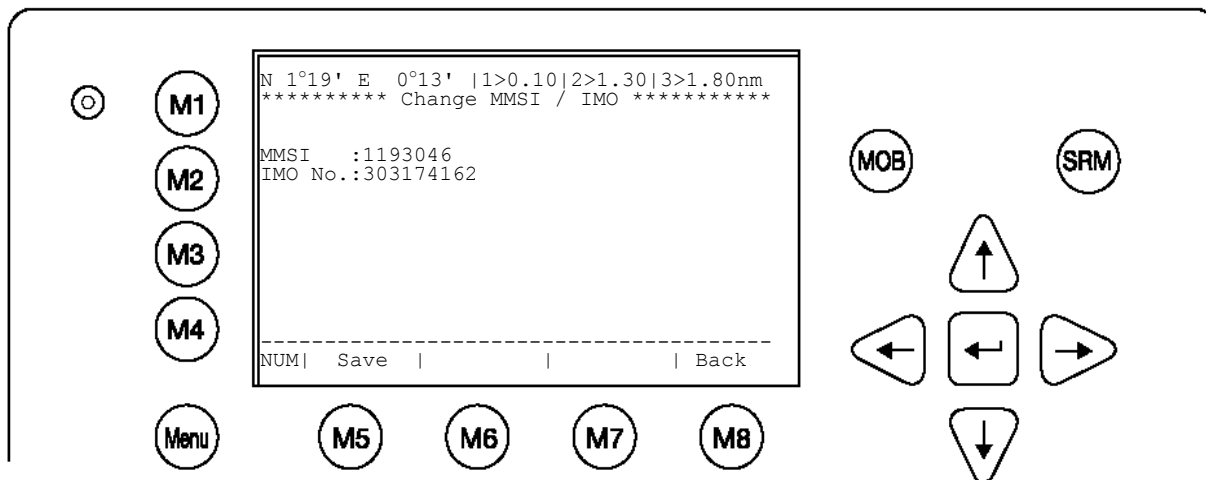 N 1°19' E  0°13' |1>0.10|2>1.30|3>1.80nm
********** Change MMSI / IMO ***********
MMSI   :1193046
IMO No.:303174162
----------------------------------------
NUM|  Save  |         |         | Back
M1
M2
M3
M4
MOB
SRM
Menu
M5
M6
M7
M8